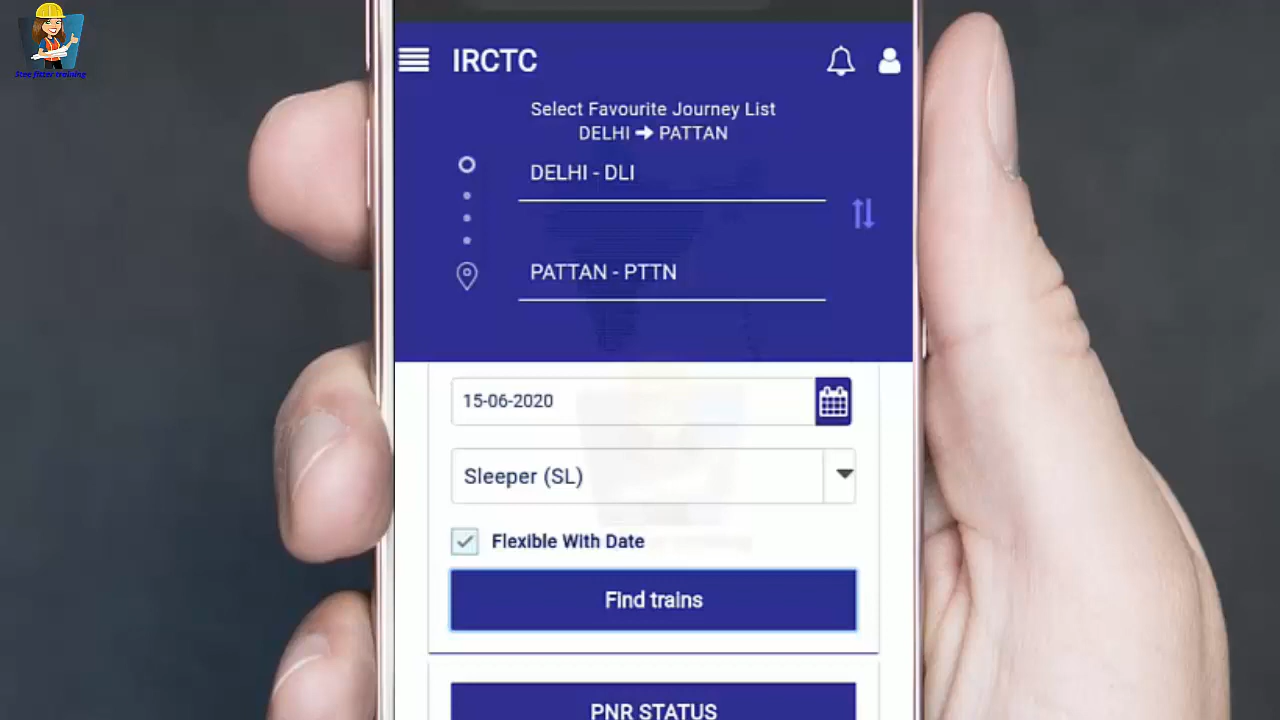 IRCTC
Select Favourite Journey List
DELHI → PATTAN
DELHI - DLI
PATTAN - PTTN
15-06-2020
Sleeper (SL)
Flexible With Date
Find trains
PNR STATUS